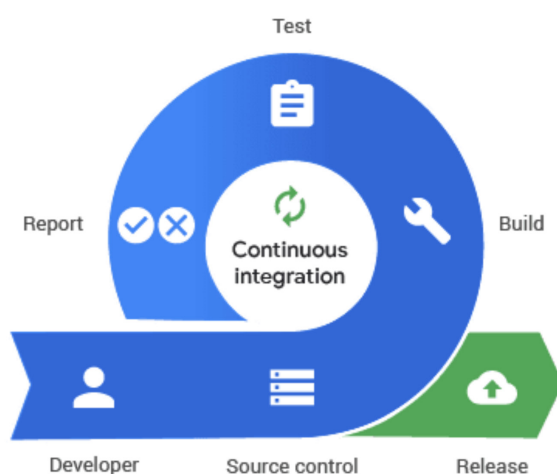 Test
Report
Continuous
integration
Build
Developer
Source control
Release